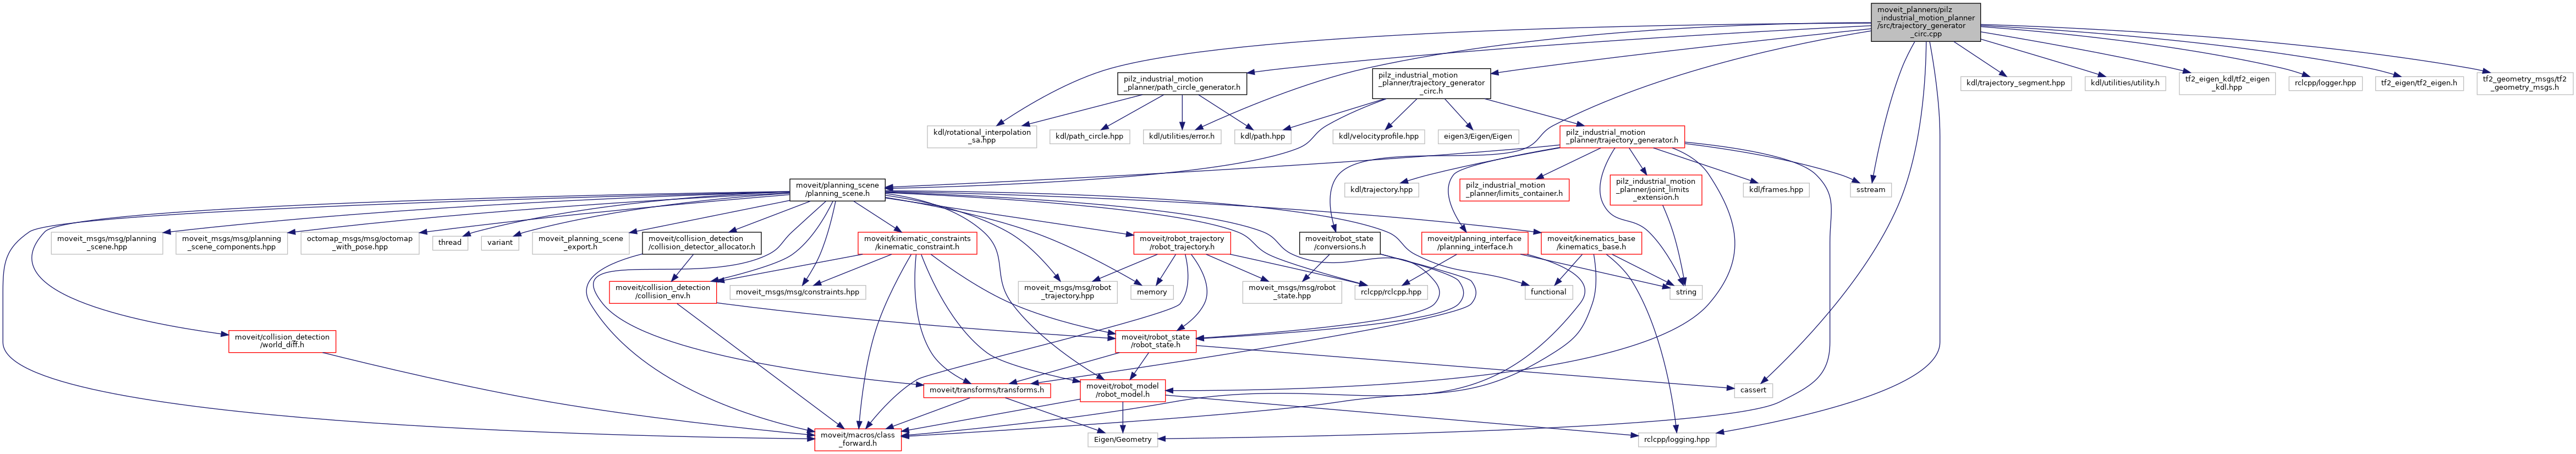 moveit_planners/pilz
_industrial_motion_planner
/src/trajectory_generator
_circ.cpp
pilz_industrial_motion
_planner/path_circle_generator.h
pilz_industrial_motion
_planner/trajectory_generator
_circ.h
kdl/trajectory_segment.hpp
kdl/utilities/utility.h
tf2_eigen_kdl/tf2_eigen
_kdl.hpp
rclcpp/logger.hpp
tf2_eigen/tf2_eigen.h
tf2_geometry_msgs/tf2
_geometry_msgs.h
kdl/rotational_interpolation
_sa.hpp
kdl/path_circle.hpp
kdl/utilities/error.h
kdl/path.hpp
kdl/velocityprofile.hpp
eigen3/Eigen/Eigen
pilz_industrial_motion
_planner/trajectory_generator.h
moveit/planning_scene
/planning_scene.h
kdl/trajectory.hpp
pilz_industrial_motion
_planner/limits_container.h
pilz_industrial_motion
_planner/joint_limits
_extension.h
kdl/frames.hpp
sstream
moveit_msgs/msg/planning
_scene.hpp
moveit_msgs/msg/planning
_scene_components.hpp
octomap_msgs/msg/octomap
_with_pose.hpp
thread
variant
moveit_planning_scene
_export.h
moveit/collision_detection
/collision_detector_allocator.h
moveit/kinematic_constraints
/kinematic_constraint.h
moveit/robot_trajectory
/robot_trajectory.h
moveit/robot_state
/conversions.h
moveit/planning_interface
/planning_interface.h
moveit/kinematics_base
/kinematics_base.h
moveit/collision_detection
/collision_env.h
moveit_msgs/msg/constraints.hpp
moveit_msgs/msg/robot
_trajectory.hpp
memory
moveit_msgs/msg/robot
_state.hpp
rclcpp/rclcpp.hpp
functional
string
moveit/collision_detection
/world_diff.h
moveit/robot_state
/robot_state.h
moveit/transforms/transforms.h
moveit/robot_model
/robot_model.h
cassert
moveit/macros/class
_forward.h
Eigen/Geometry
rclcpp/logging.hpp